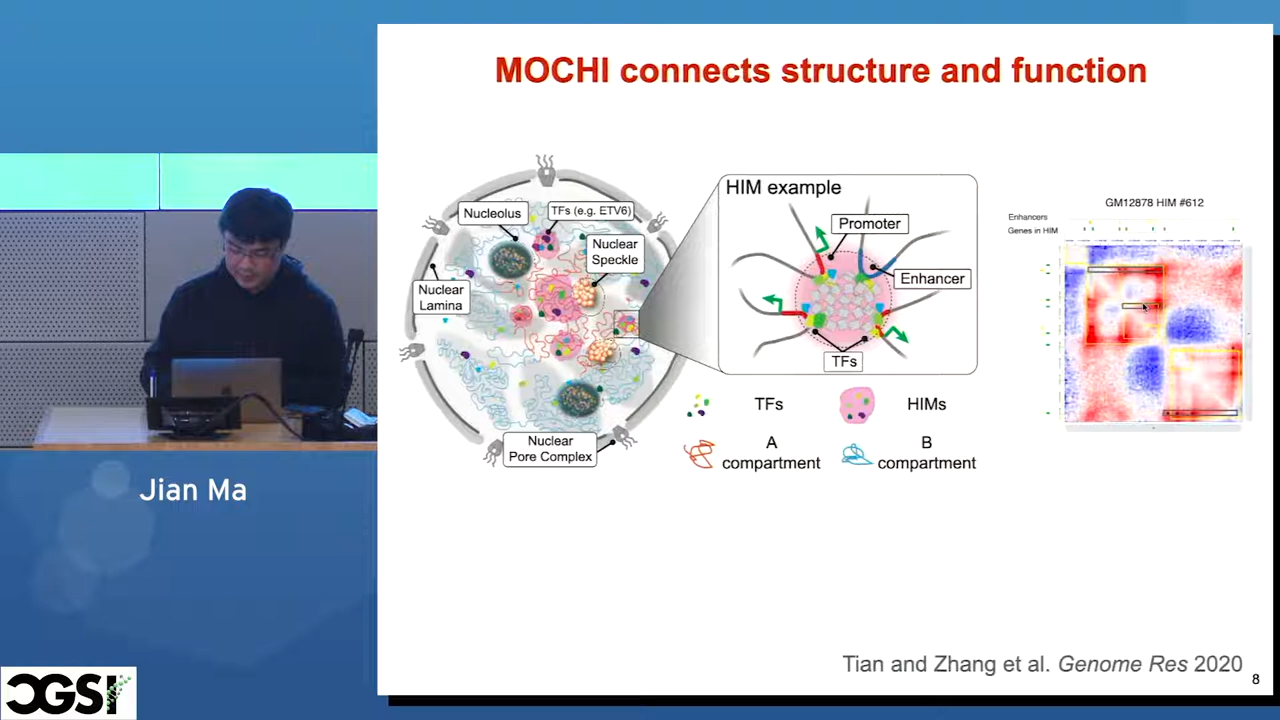 MOCHI connects structure and function
Nucleolus
TFs (e.g. ETV6)
Nuclear
Speckle
Nuclear
Lamina
Nuclear
Pore Complex
HIM example
Promoter
Enhancer
TFs
TFs
HIMs
A
compartment
B
compartment
GM12878 HIM #612
Enhancers
Genes in HIM
Jian Ma
Tian and Zhang et al. Genome Res 2020
8
CGSI